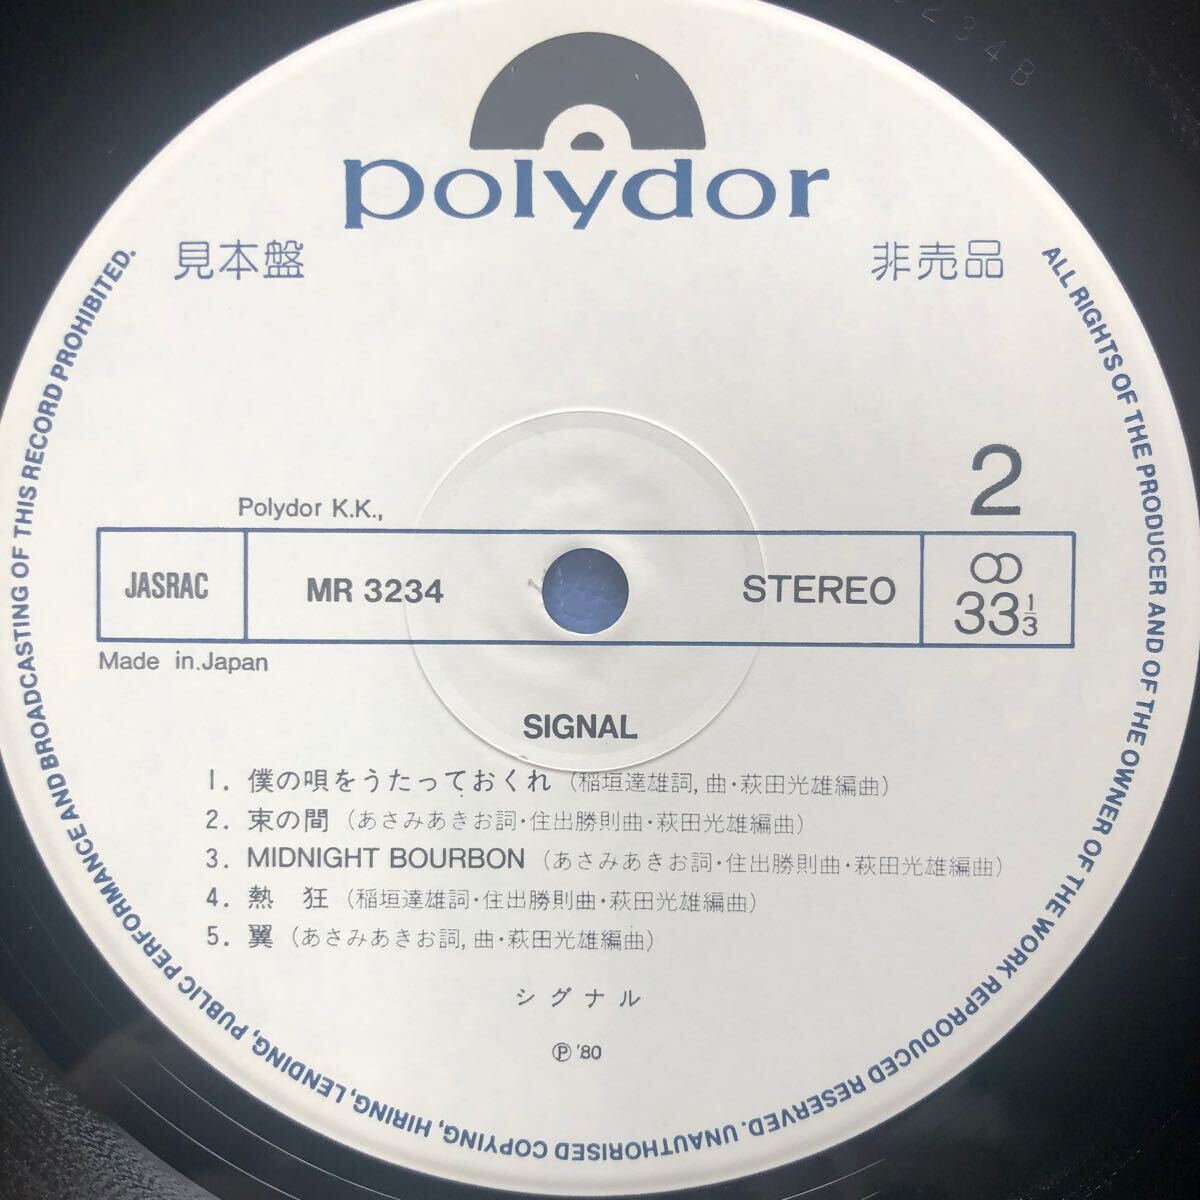 polydor
見本盤 非売品
2
Polydor K.K.,
JASRAC MR 3234 STEREO 33 1/3
Made in.Japan
SIGNAL
1. 僕の唄をうたっておくれ (稲垣達雄詞,曲・萩田光雄編曲)
2. 束の間 (あさみあきお詞・住出勝則曲・萩田光雄編曲)
3. MIDNIGHT BOURBON (あさみあきお詞・住出勝則曲・萩田光雄編曲)
4. 熱 狂 (稲垣達雄詞・住出勝則曲・萩田光雄編曲)
5. 翼 (あさみあきお詞,曲・萩田光雄編曲)
シグナル
Ⓟ '80
ALL RIGHTS OF THE PRODUCER AND OF THE OWNER OF THE WORK REPRODUCED RESERVED. UNAUTHORISED COPYING, HIRING, LENDING, PUBLIC PERFORMANCE AND BROADCASTING OF THIS RECORD PROHIBITED.